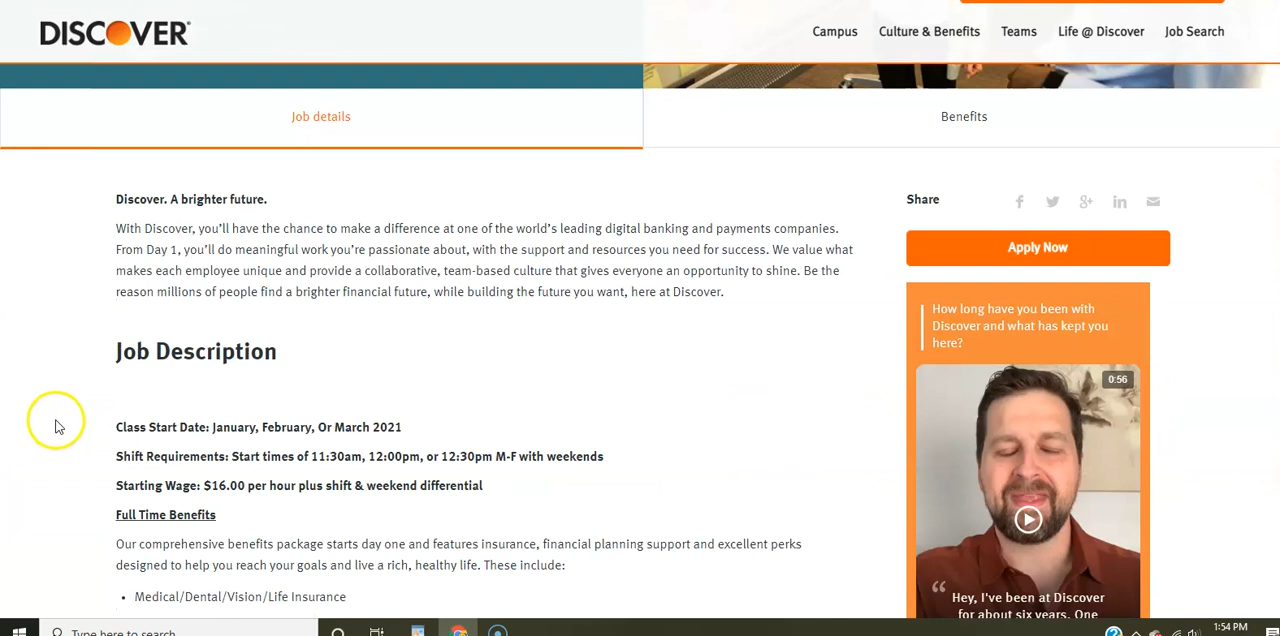 DISCOVER
Campus
Culture & Benefits
Teams
Life @ Discover
Job Search
Job details
Benefits
Discover. A brighter future.
With Discover, you'll have the chance to make a difference at one of the world's leading digital banking and payments companies.
From Day 1, you'll do meaningful work you're passionate about, with the support and resources you need for success. We value what
makes each employee unique and provide a collaborative, team-based culture that gives everyone an opportunity to shine. Be the
reason millions of people find a brighter financial future, while building the future you want, here at Discover.
Job Description
Class Start Date: January, February, Or March 2021
Shift Requirements: Start times of 11:30am, 12:00pm, or 12:30pm M-F with weekends
Starting Wage: $16.00 per hour plus shift & weekend differential
Full Time Benefits
Our comprehensive benefits package starts day one and features insurance, financial planning support and excellent perks
designed to help you reach your goals and live a rich, healthy life. These include:
• Medical/Dental/Vision/Life Insurance
Share
Apply Now
How long have you been with
Discover and what has kept you
here?
0:56
“ Hey, I've been at Discover
for about six years. One
Type here to search
1:54 PM